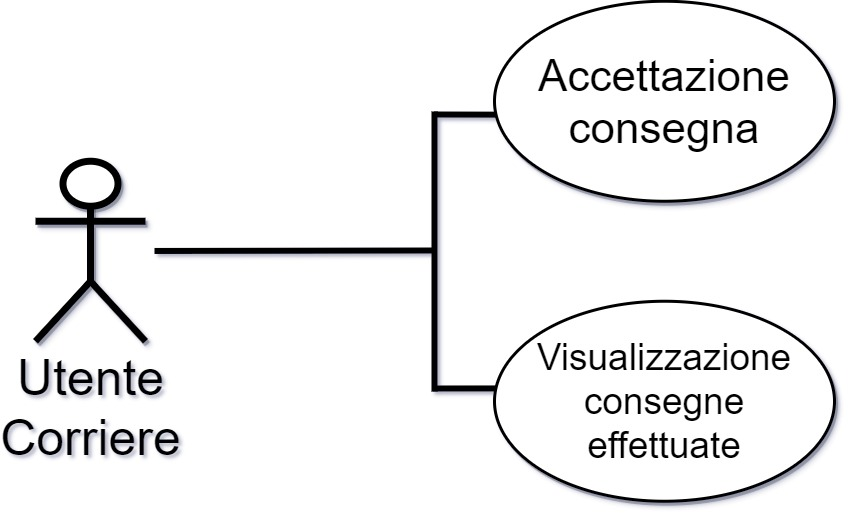 Accettazione
consegna
Utente
Corriere
Visualizzazione
consegne
effettuate